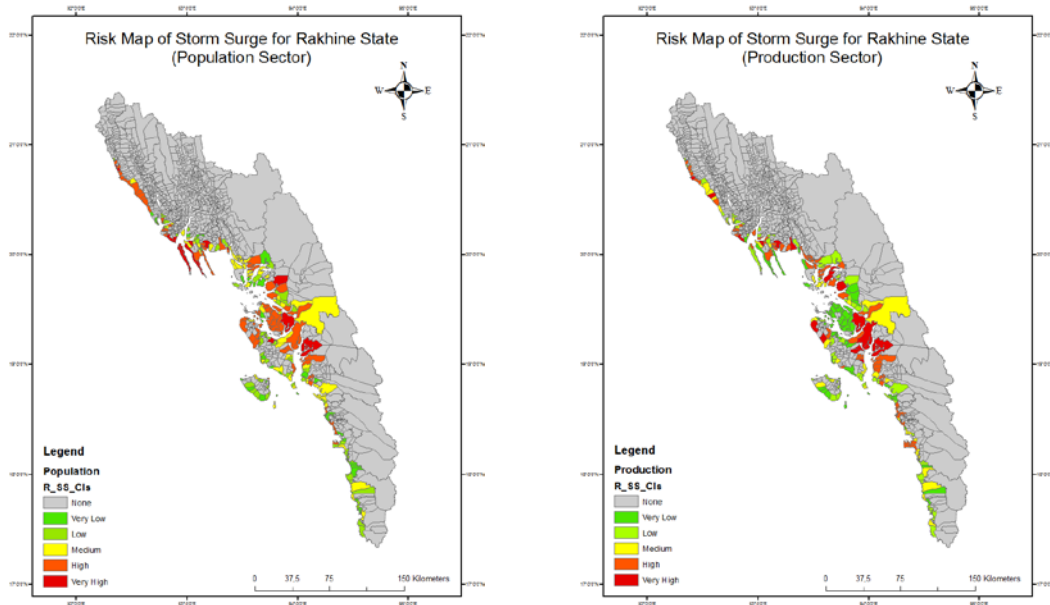 Risk Map of Storm Surge for Rakhine State
(Population Sector)
N
W
E
S
Legend
Population
R_SS_Cls
None
Very Low
Low
Medium
High
Very High
0 37.5 75 150 Kilometers
Risk Map of Storm Surge for Rakhine State
(Production Sector)
N
W
E
S
Legend
Production
R_SS_Cls
None
Very Low
Low
Medium
High
Very High
0 37.5 75 150 Kilometers